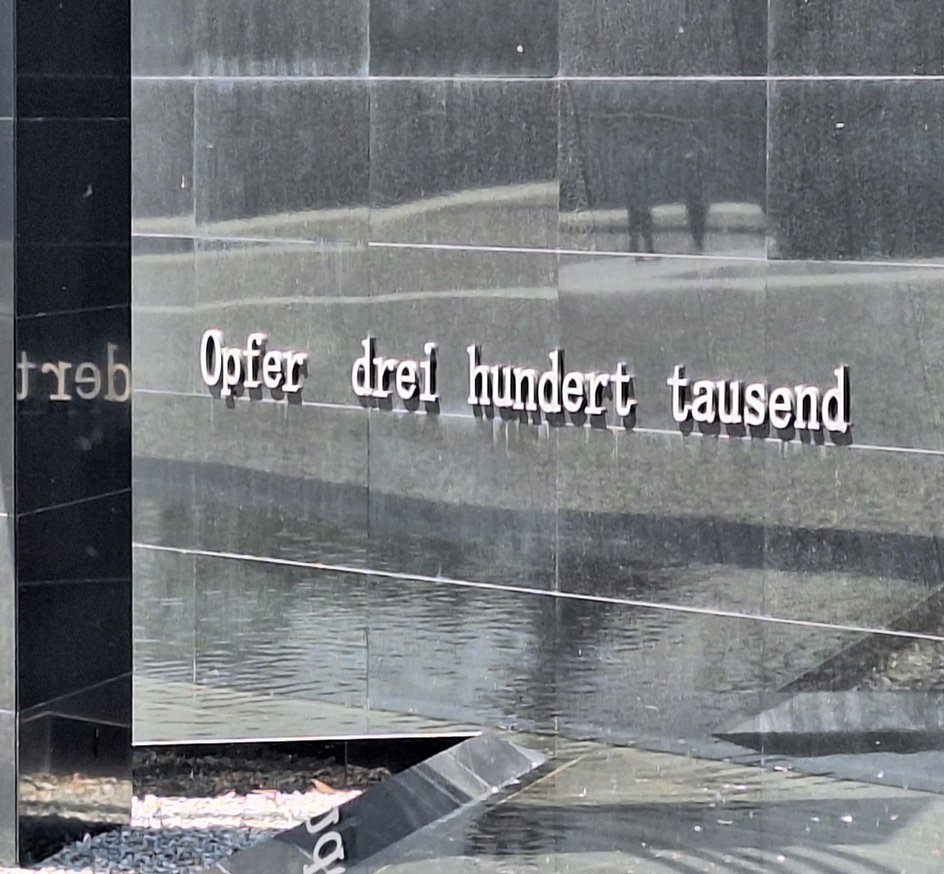 Opfer drei hundert tausend